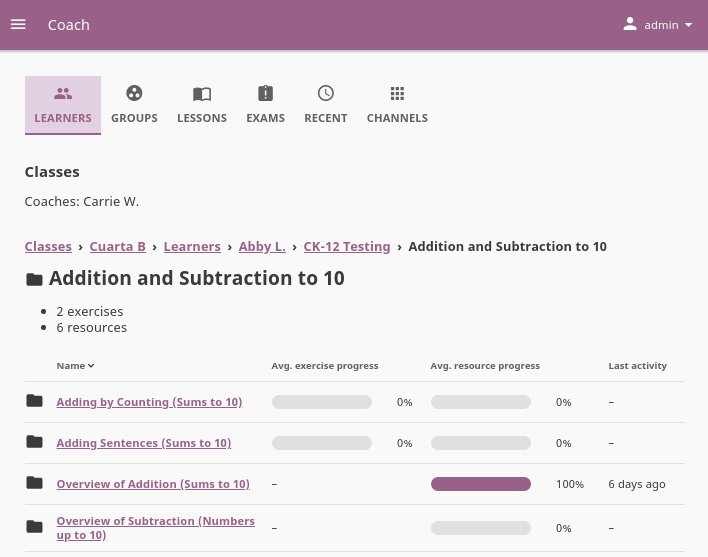 Coach
admin
LEARNERS GROUPS LESSONS EXAMS RECENT CHANNELS
Classes
Coaches: Carrie W.
Classes › Cuarta B › Learners › Abby L. › CK-12 Testing › Addition and Subtraction to 10
Addition and Subtraction to 10
• 2 exercises
• 6 resources
Name Avg. exercise progress Avg. resource progress Last activity
Adding by Counting (Sums to 10) 0% 0% –
Adding Sentences (Sums to 10) 0% 0% –
Overview of Addition (Sums to 10) – 100% 6 days ago
Overview of Subtraction (Numbers
up to 10) – 0% –